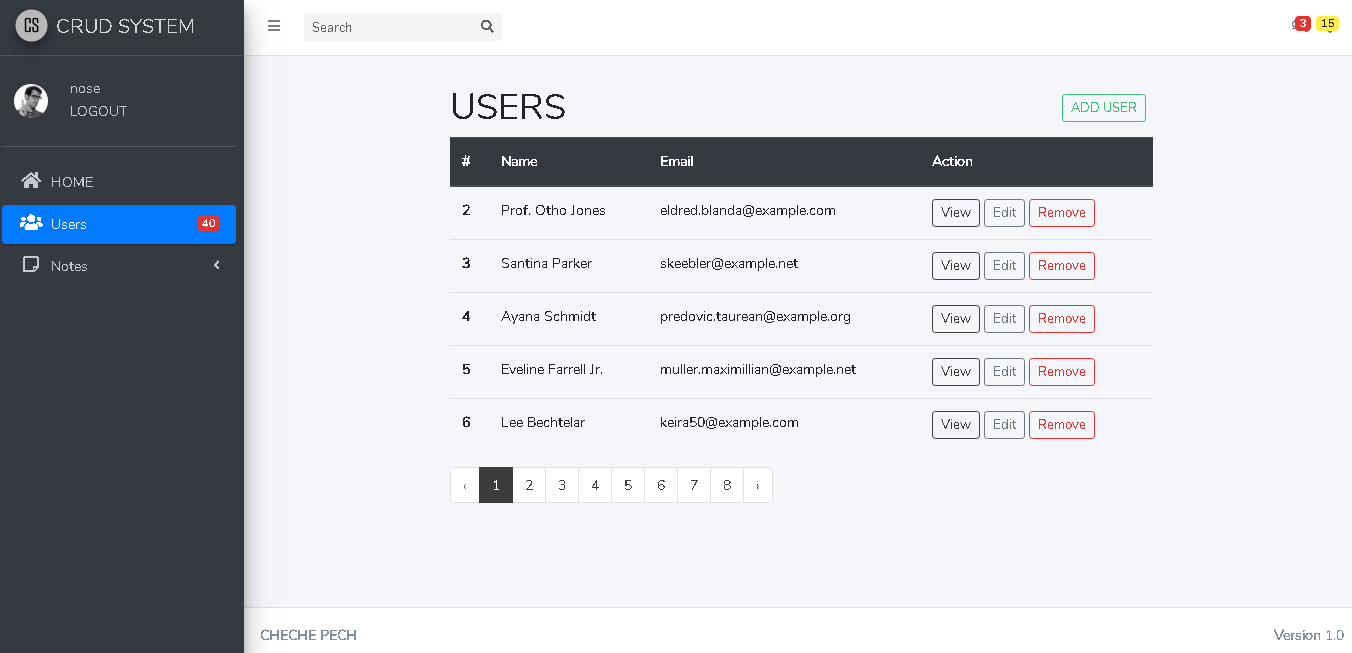 CS CRUD SYSTEM
Search
3 15
nose
LOGOUT
HOME
Users 40
Notes
USERS
ADD USER
# Name Email Action
2 Prof. Otho Jones eldred.blanda@example.com View Edit Remove
3 Santina Parker skeebler@example.net View Edit Remove
4 Ayana Schmidt predovic.taurean@example.org View Edit Remove
5 Eveline Farrell Jr. muller.maximillian@example.net View Edit Remove
6 Lee Bechtelar keira50@example.com View Edit Remove
‹ 1 2 3 4 5 6 7 8 ›
CHECHE PECH Version 1.0